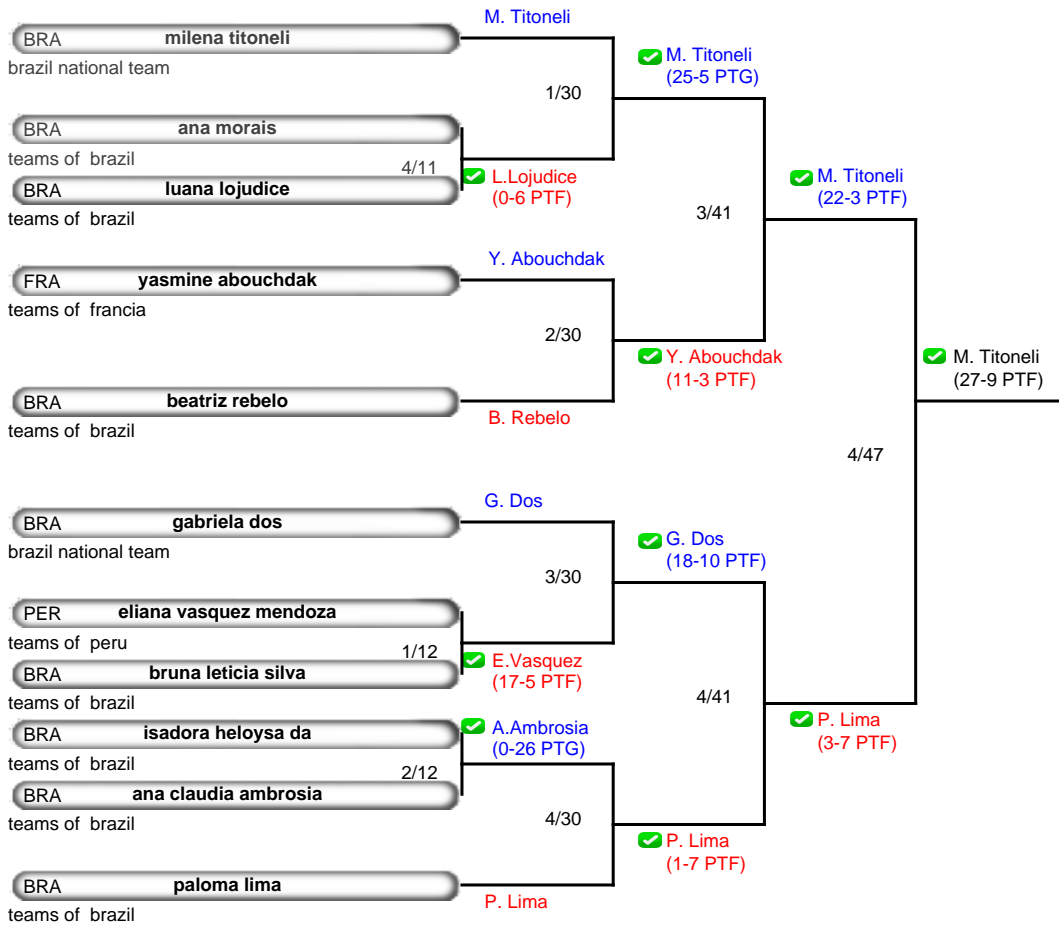 M. Titoneli
BRA milena titoneli
brazil national team
M. Titoneli
(25-5 PTG)
1/30
BRA ana morais
teams of brazil
4/11
BRA luana lojudice
teams of brazil
L.Lojudice
(0-6 PTF)
M. Titoneli
(22-3 PTF)
3/41
Y. Abouchdak
FRA yasmine abouchdak
teams of francia
2/30
Y. Abouchdak
(11-3 PTF)
M. Titoneli
(27-9 PTF)
BRA beatriz rebelo
teams of brazil
B. Rebelo
4/47
G. Dos
BRA gabriela dos
brazil national team
G. Dos
(18-10 PTF)
3/30
PER eliana vasquez mendoza
teams of peru
1/12
BRA bruna leticia silva
teams of brazil
E.Vasquez
(17-5 PTF)
4/41
P. Lima
(3-7 PTF)
BRA isadora heloysa da
teams of brazil
A.Ambrosia
(0-26 PTG)
2/12
BRA ana claudia ambrosia
teams of brazil
4/30
P. Lima
(1-7 PTF)
BRA paloma lima
teams of brazil
P. Lima